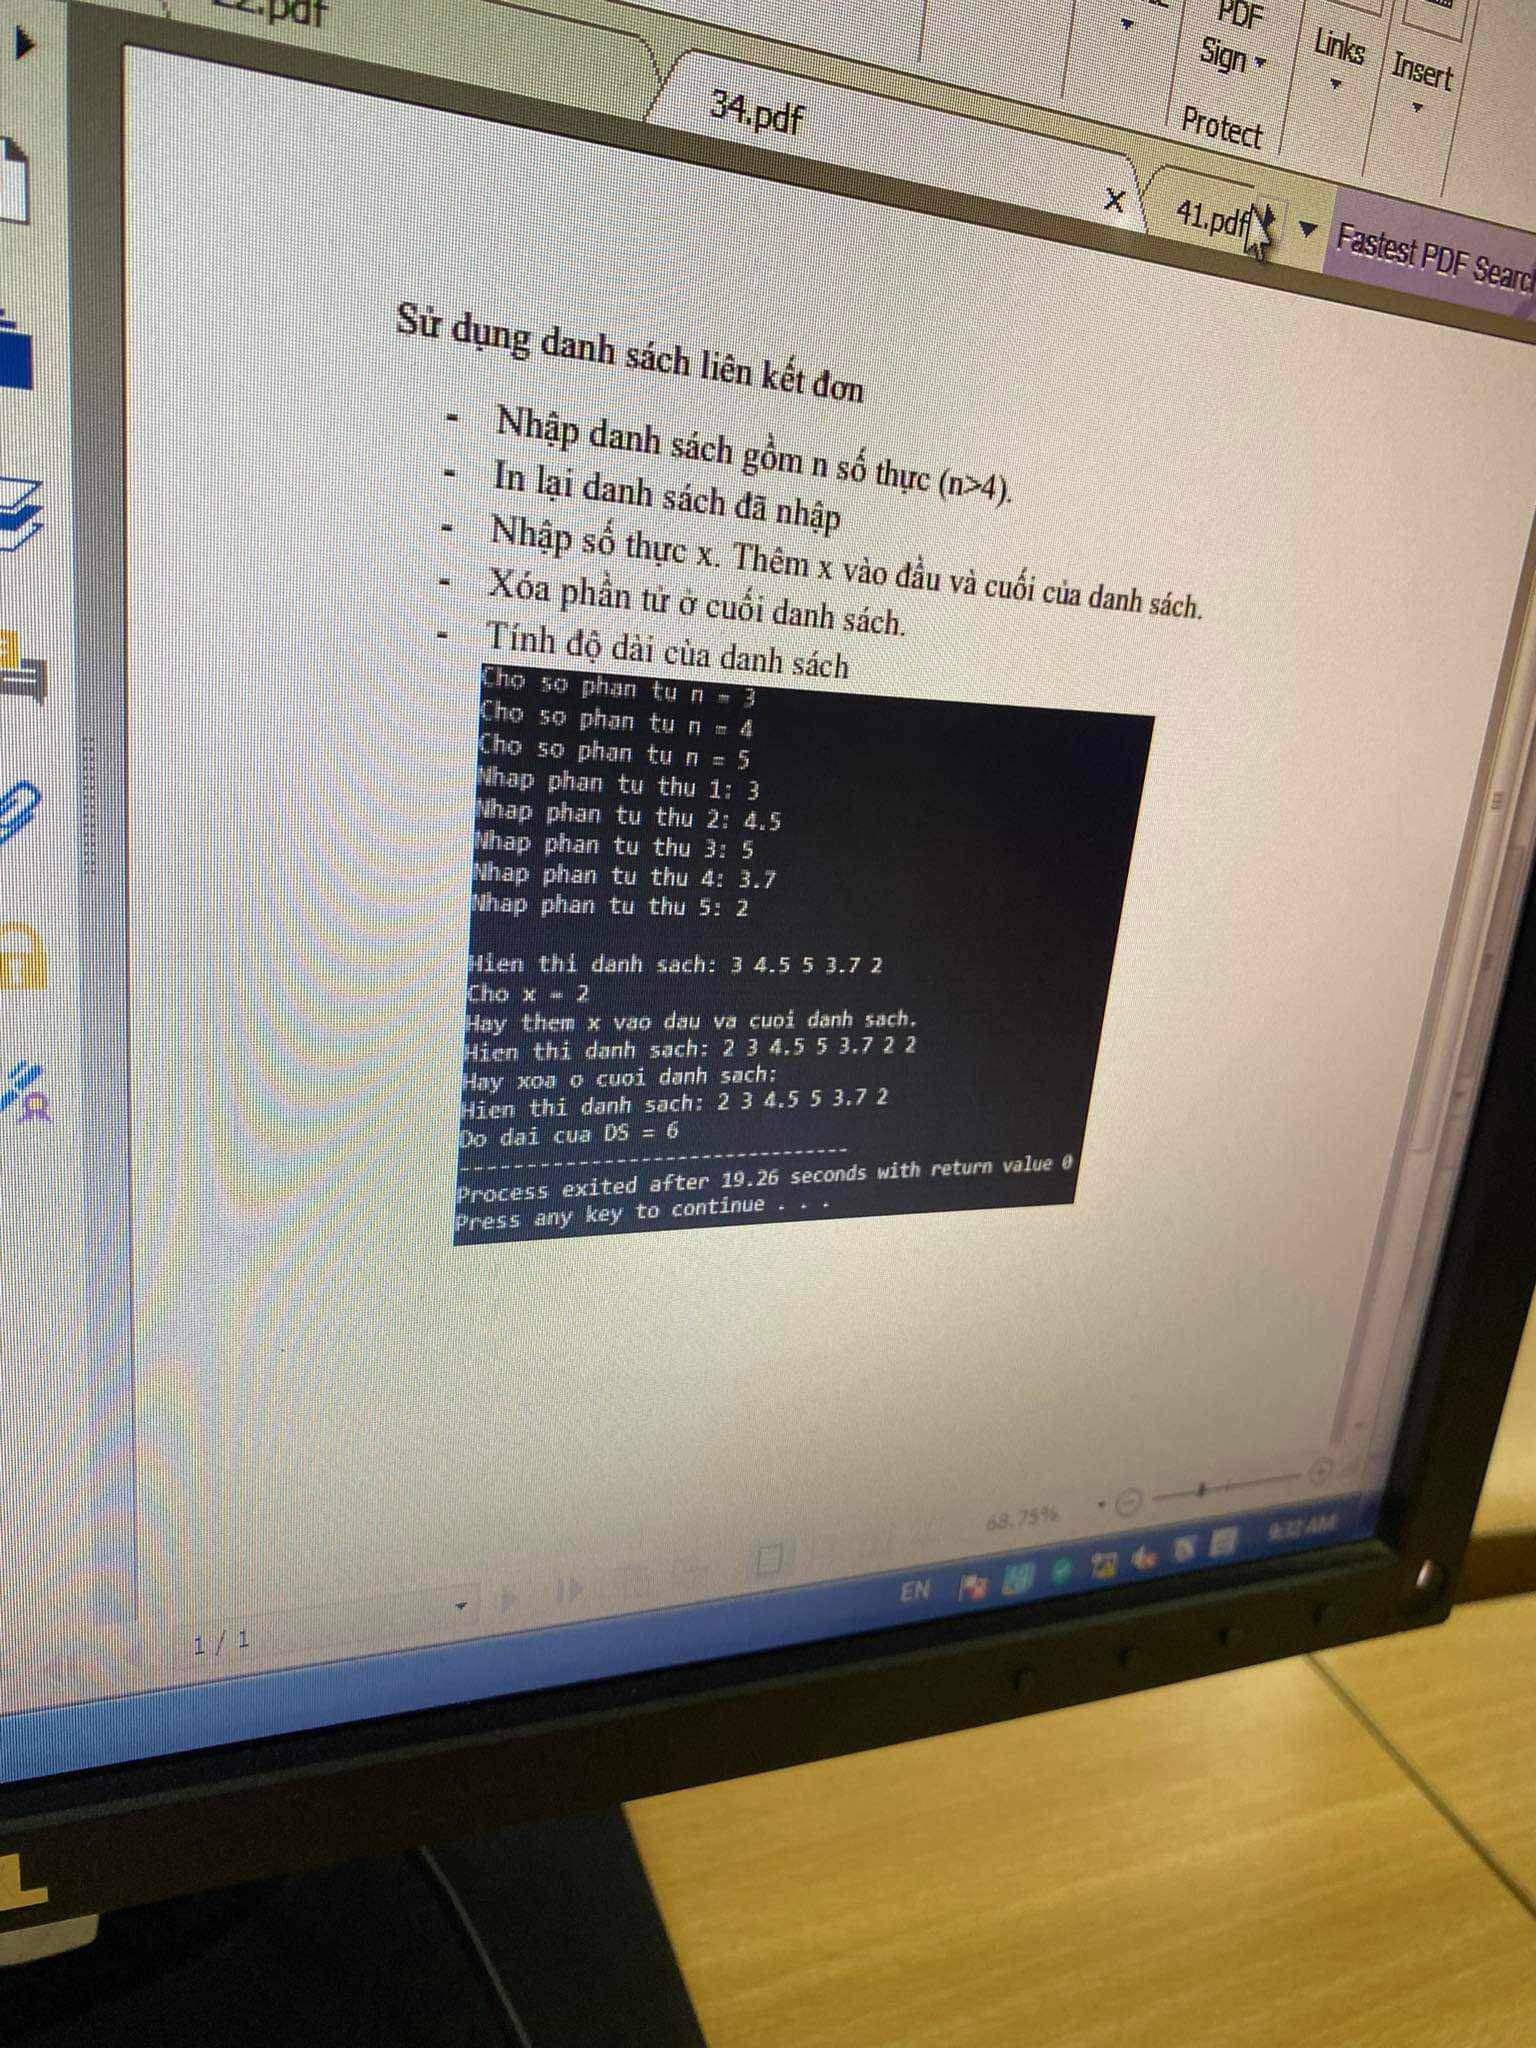 22.pdf
34.pdf
x
41.pdf
PDF
Sign
Protect
Links
Insert
Fastest PDF Search
Sử dụng danh sách liên kết đơn
- Nhập danh sách gồm n số thực (n>4).
- In lại danh sách đã nhập
- Nhập số thực x. Thêm x vào đầu và cuối của danh sách.
- Xóa phần tử ở cuối danh sách.
- Tính độ dài của danh sách
Cho so phan tu n = 3
Cho so phan tu n = 4
Cho so phan tu n = 5
Nhap phan tu thu 1: 3
Nhap phan tu thu 2: 4.5
Nhap phan tu thu 3: 5
Nhap phan tu thu 4: 3.7
Nhap phan tu thu 5: 2
Hien thi danh sach: 3 4.5 5 3.7 2
Cho x = 2
Hay them x vao dau va cuoi danh sach.
Hien thi danh sach: 2 3 4.5 5 3.7 2 2
Hay xoa o cuoi danh sach:
Hien thi danh sach: 2 3 4.5 5 3.7 2
Do dai cua DS = 6
--------------------------------
Process exited after 19.26 seconds with return value 0
Press any key to continue . . .
68.75%
1 / 1
EN
9:32 AM